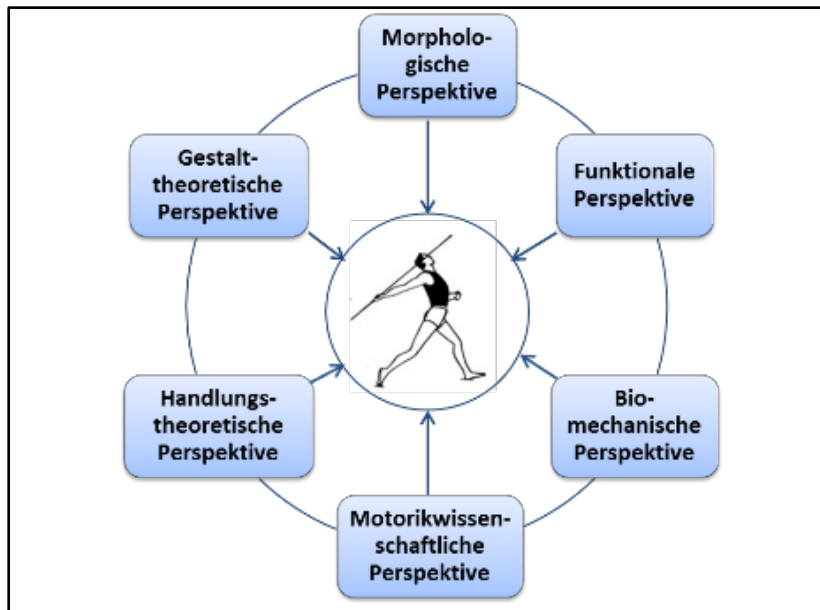 Morpholo-
gische
Perspektive
Gestalt-
theoretische
Perspektive
Funktionale
Perspektive
Handlungs-
theoretische
Perspektive
Bio-
mechanische
Perspektive
Motorikwissen-
schaftliche
Perspektive